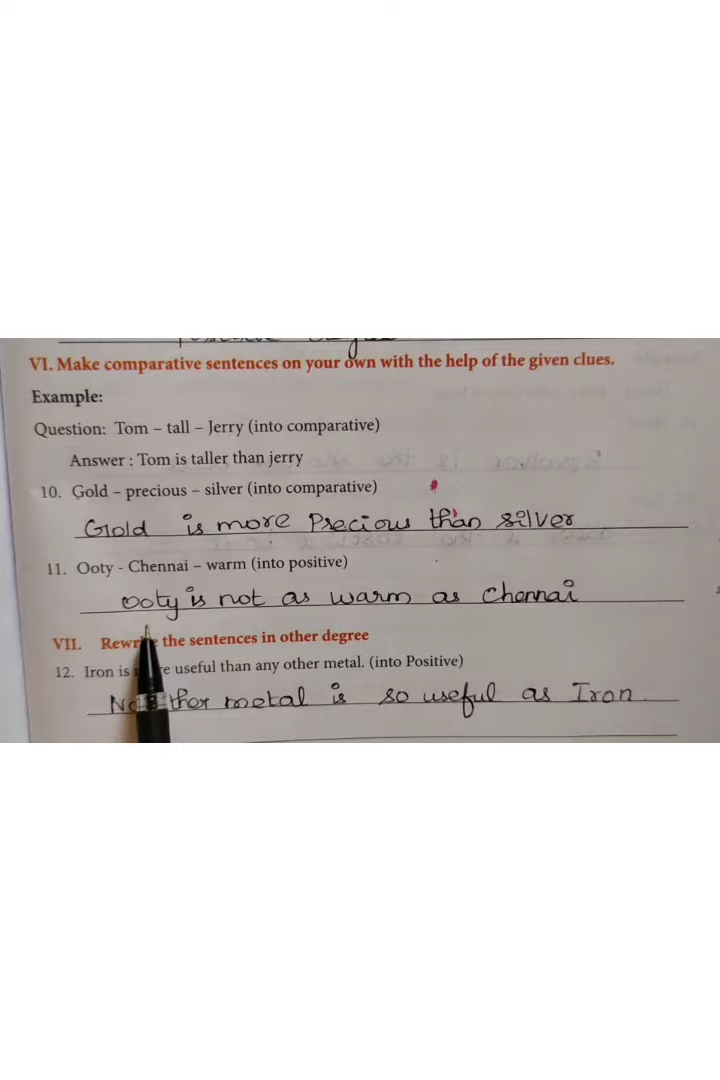 VI. Make comparative sentences on your own with the help of the given clues.
Example:
Question: Tom – tall – Jerry (into comparative)
Answer : Tom is taller than jerry
10. Gold – precious – silver (into comparative)
Gold is more Precious than silver
11. Ooty - Chennai – warm (into positive)
Ooty is not as warm as Chennai
VII. Rewrite the sentences in other degree
12. Iron is more useful than any other metal. (into Positive)
No other metal is so useful as Iron